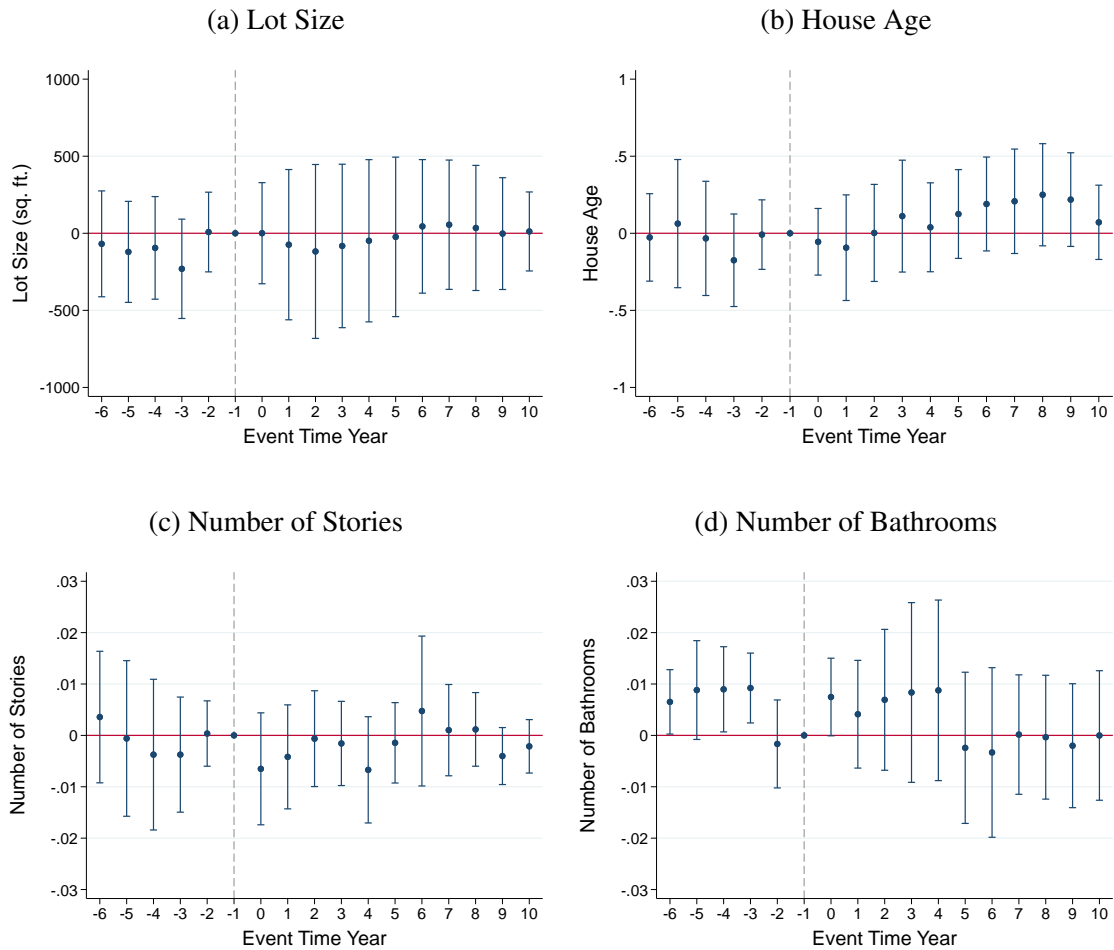 (a) Lot Size
1000
500
0
-500
-1000
Lot Size (sq. ft.)
-6 -5 -4 -3 -2 -1 0 1 2 3 4 5 6 7 8 9 10
Event Time Year
(b) House Age
1
.5
0
-.5
-1
House Age
-6 -5 -4 -3 -2 -1 0 1 2 3 4 5 6 7 8 9 10
Event Time Year
(c) Number of Stories
.03
.02
.01
0
-.01
-.02
-.03
Number of Stories
-6 -5 -4 -3 -2 -1 0 1 2 3 4 5 6 7 8 9 10
Event Time Year
(d) Number of Bathrooms
.03
.02
.01
0
-.01
-.02
-.03
Number of Bathrooms
-6 -5 -4 -3 -2 -1 0 1 2 3 4 5 6 7 8 9 10
Event Time Year